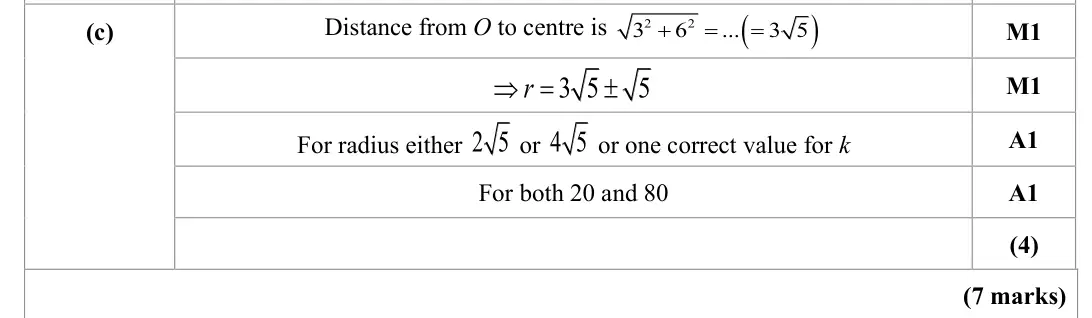 (c) Distance from O to centre is √(3² + 6²) = ...(= 3√5) M1
⇒ r = 3√5 ± √5 M1
For radius either 2√5 or 4√5 or one correct value for k A1
For both 20 and 80 A1
(4)
(7 marks)